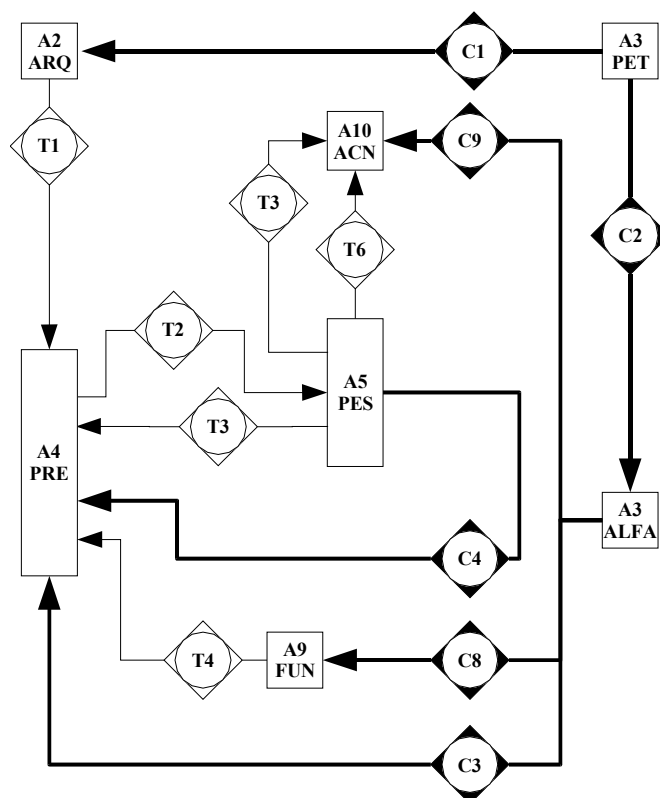 A2
ARQ
C1
A3
PET
T1
A10
ACN
C9
T3
T6
C2
T2
A5
PES
T3
A4
PRE
A3
ALFA
C4
T4
A9
FUN
C8
C3